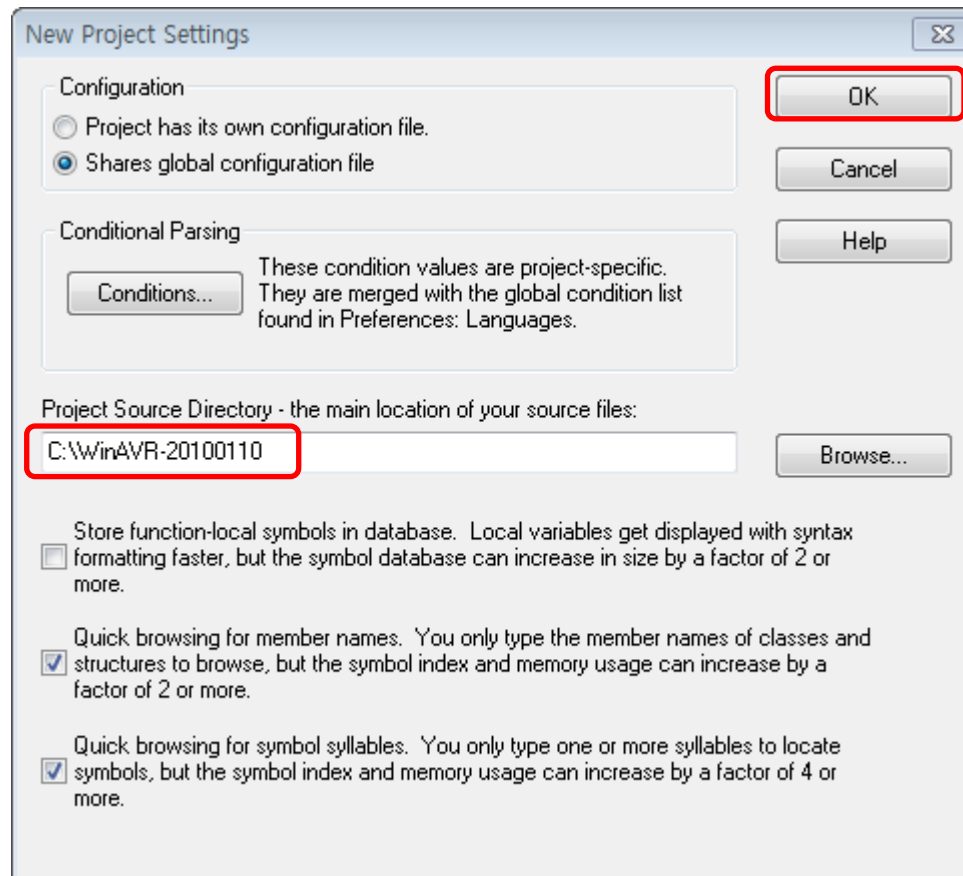 New Project Settings
Configuration
Project has its own configuration file.
Shares global configuration file
OK
Cancel
Help
Conditional Parsing
Conditions...
These condition values are project-specific.
They are merged with the global condition list
found in Preferences: Languages.
Project Source Directory - the main location of your source files:
C:\WinAVR-20100110
Browse...
Store function-local symbols in database.  Local variables get displayed with syntax
formatting faster, but the symbol database can increase in size by a factor of 2 or
more.
Quick browsing for member names.  You only type the member names of classes and
structures to browse, but the symbol index and memory usage can increase by a
factor of 2 or more.
Quick browsing for symbol syllables.  You only type one or more syllables to locate
symbols, but the symbol index and memory usage can increase by a factor of 4 or
more.